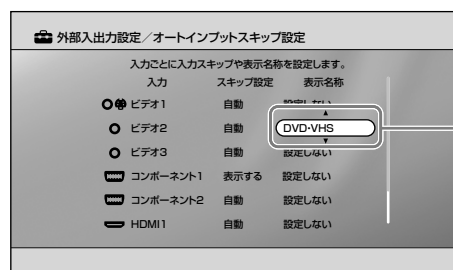 外部入出力設定／オートインプットスキップ設定
入力ごとに入力スキップや表示名称を設定します。
入力 スキップ設定 表示名称
ビデオ1 自動 設定しない
ビデオ2 自動 DVD・VHS
ビデオ3 自動 設定しない
コンポーネント1 表示する 設定しない
コンポーネント2 自動 設定しない
HDMI1 自動 設定しない